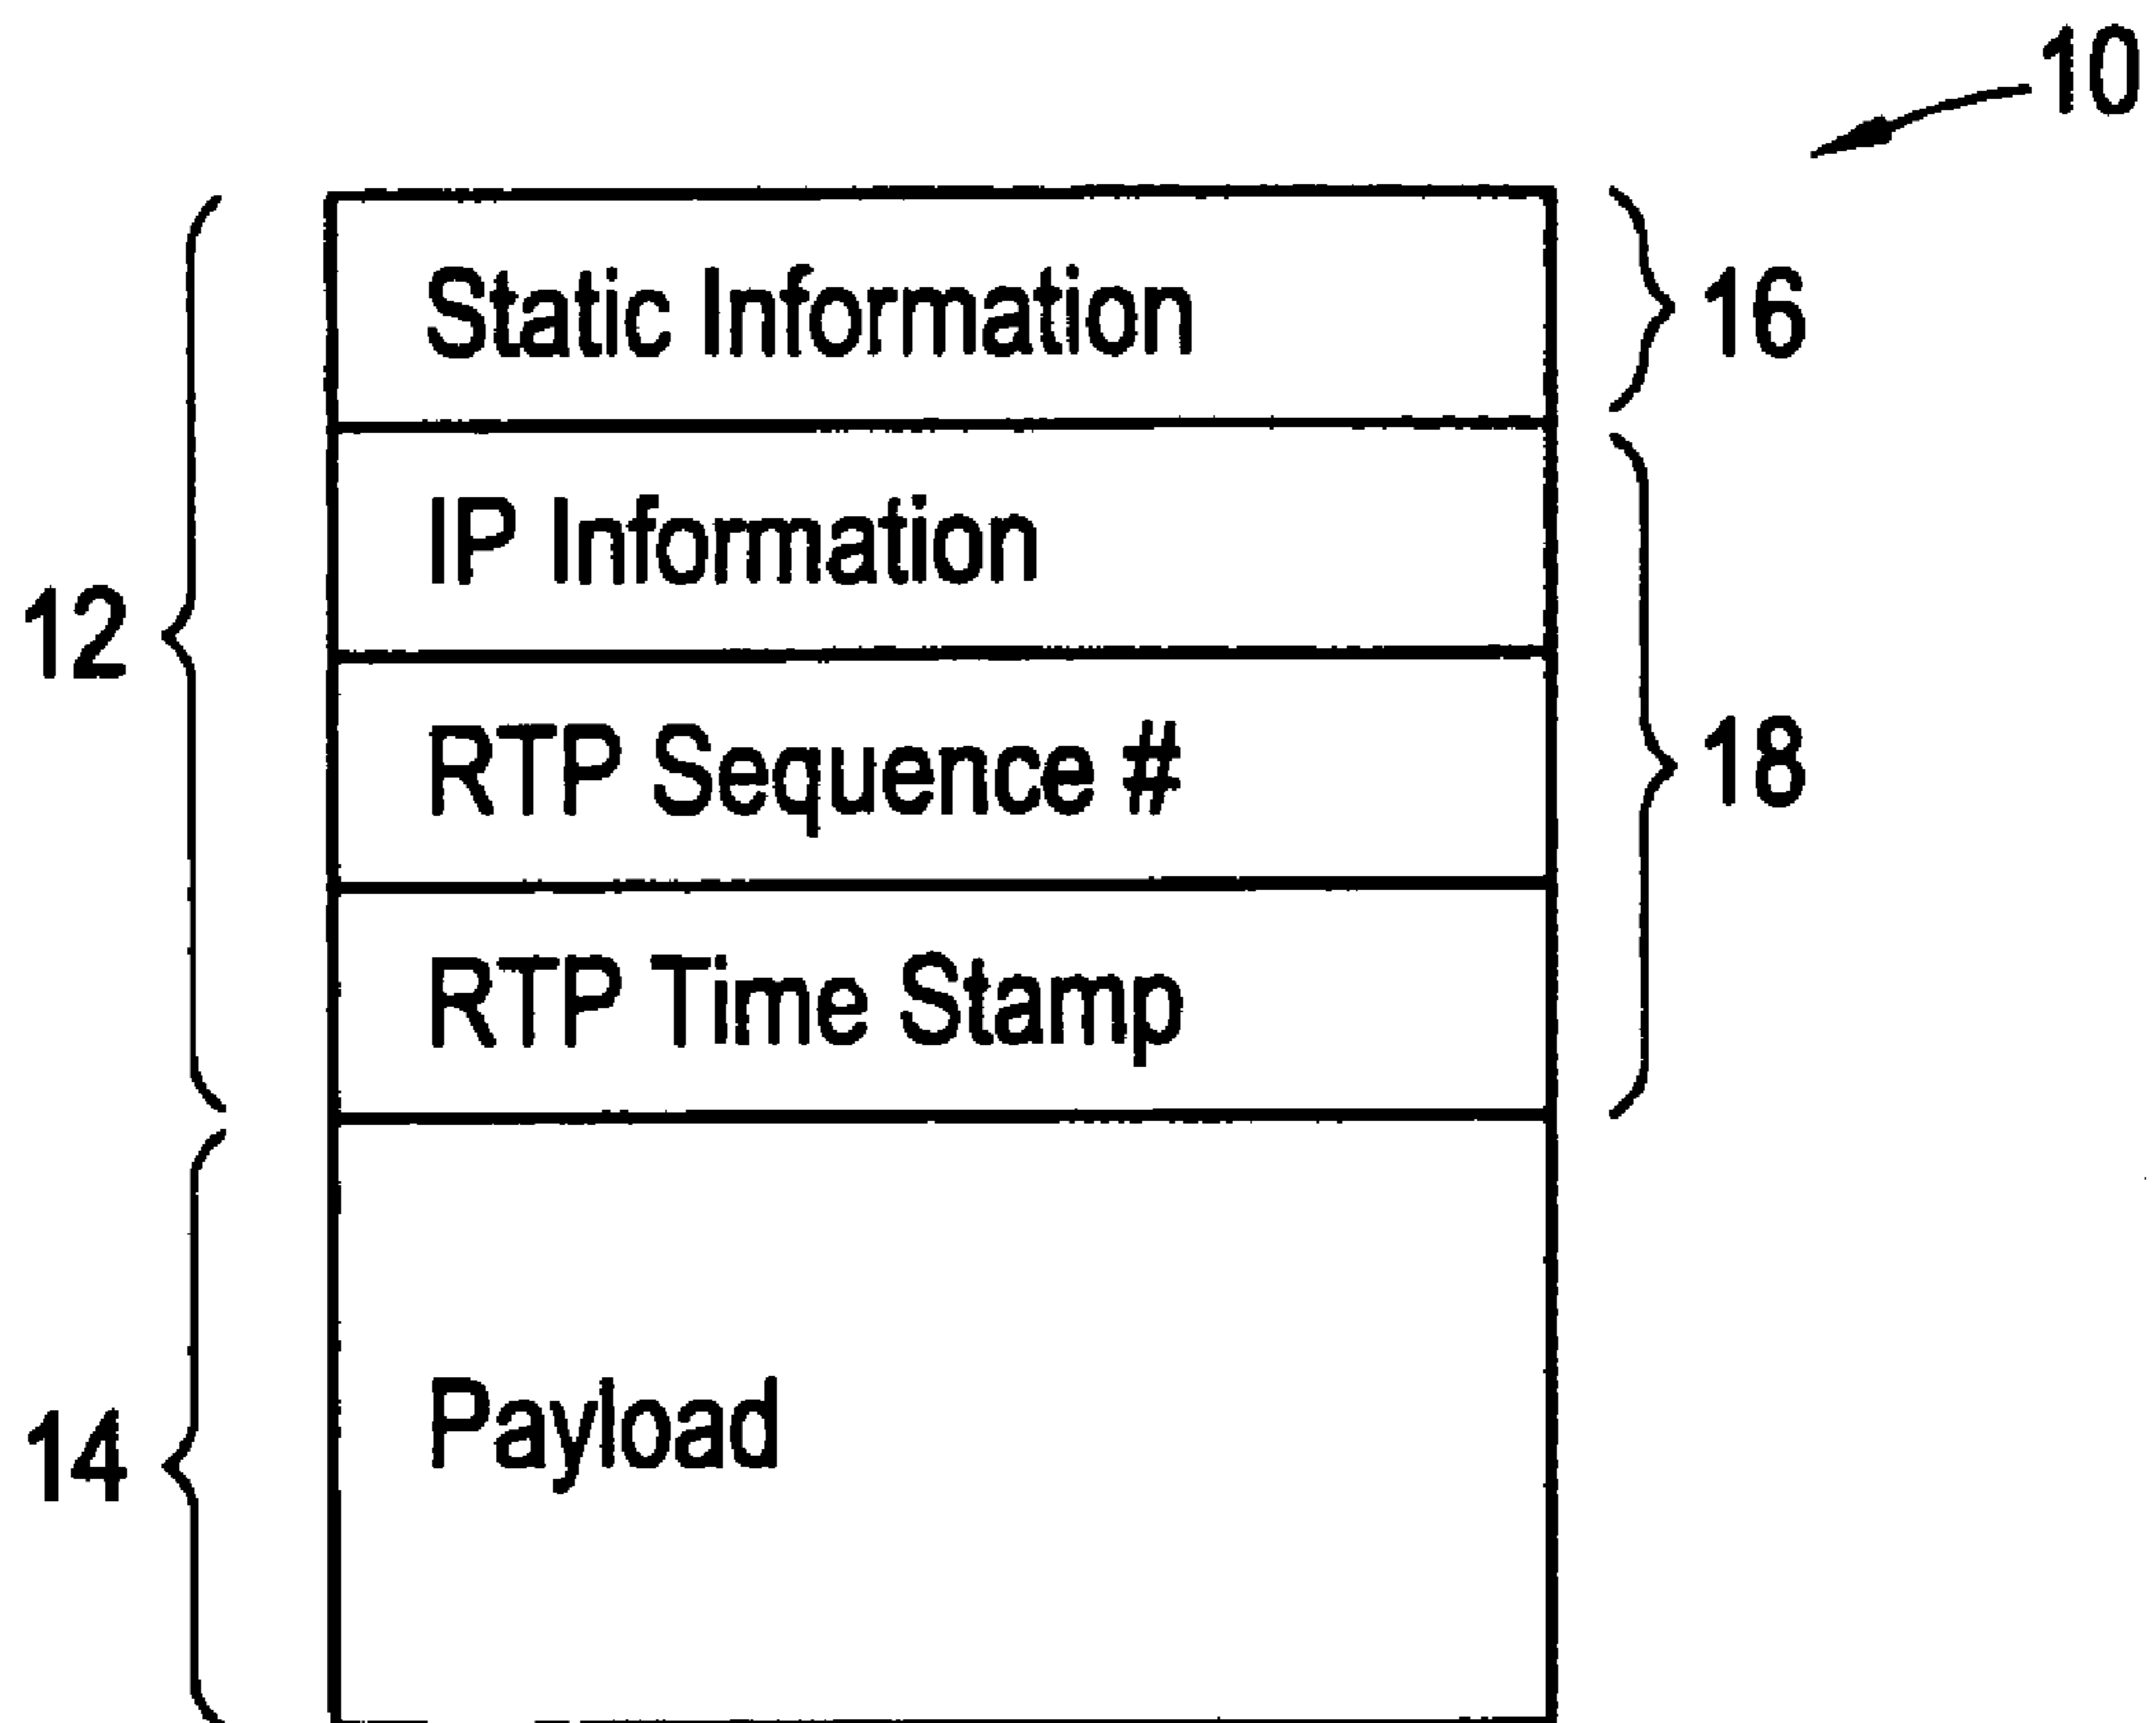 10
Static Information
16
IP Information
12
RTP Sequence #
18
RTP Time Stamp
Payload
14